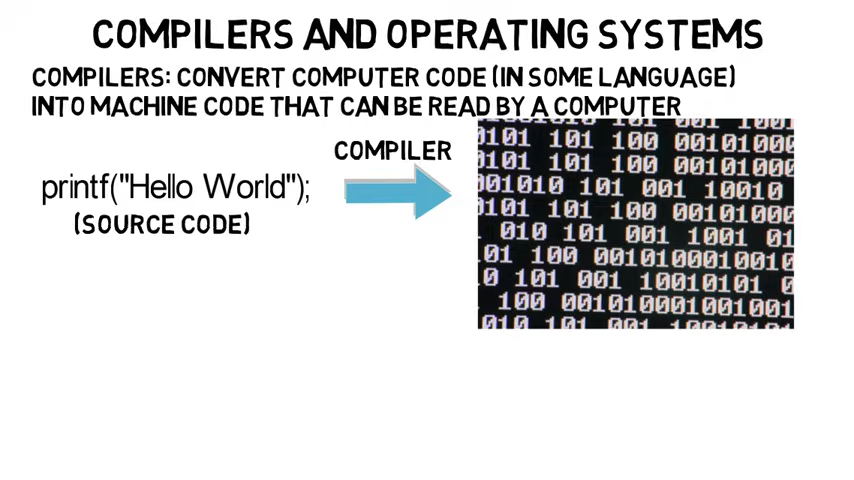 COMPILERS AND OPERATING SYSTEMS
COMPILERS: CONVERT COMPUTER CODE (IN SOME LANGUAGE)
INTO MACHINE CODE THAT CAN BE READ BY A COMPUTER
COMPILER
printf("Hello World");
(SOURCE CODE)
0101 101 100 00101000
0101 101 100 00101000
001010 101 001 10010
0101 101 100 00101000
010 101 001 1001 01
01 100 0010100010010
0 101 001 10010101 0
100 0010100010010001